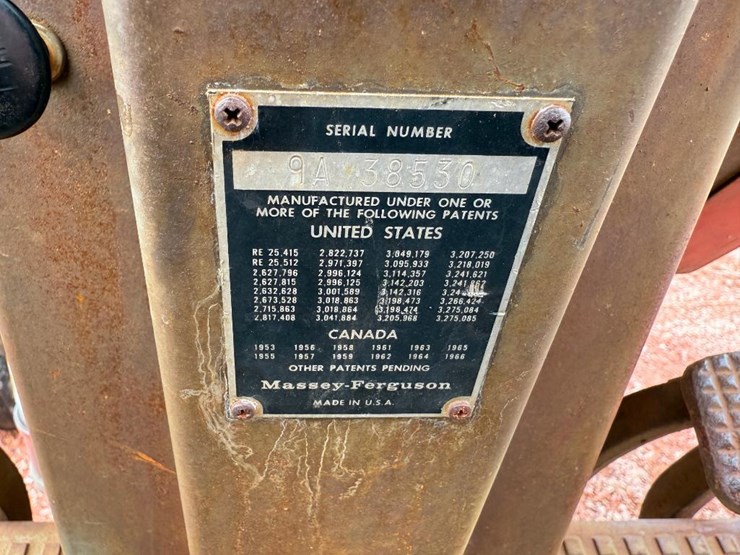 SERIAL NUMBER
9A 38530
MANUFACTURED UNDER ONE OR
MORE OF THE FOLLOWING PATENTS
UNITED STATES
RE 25,415 2,822,737 3,849,179 3,207,250
RE 25,512 2,971,397 3,095,933 3,218,019
2,627,796 2,996,124 3,114,357 3,241,621
2,627,815 2,996,125 3,142,203
2,632,628 3,001,589 3,142,316
2,673,528 3,018,863 3,198,473 3,266,424
2,715,863 3,018,864 3,198,474 3,275,084
2,817,408 3,041,884 3,205,966 3,275,085
CANADA
1953 1956 1958 1961 1963 1965
1955 1957 1959 1962 1964 1966
OTHER PATENTS PENDING
Massey-Ferguson
MADE IN U.S.A.